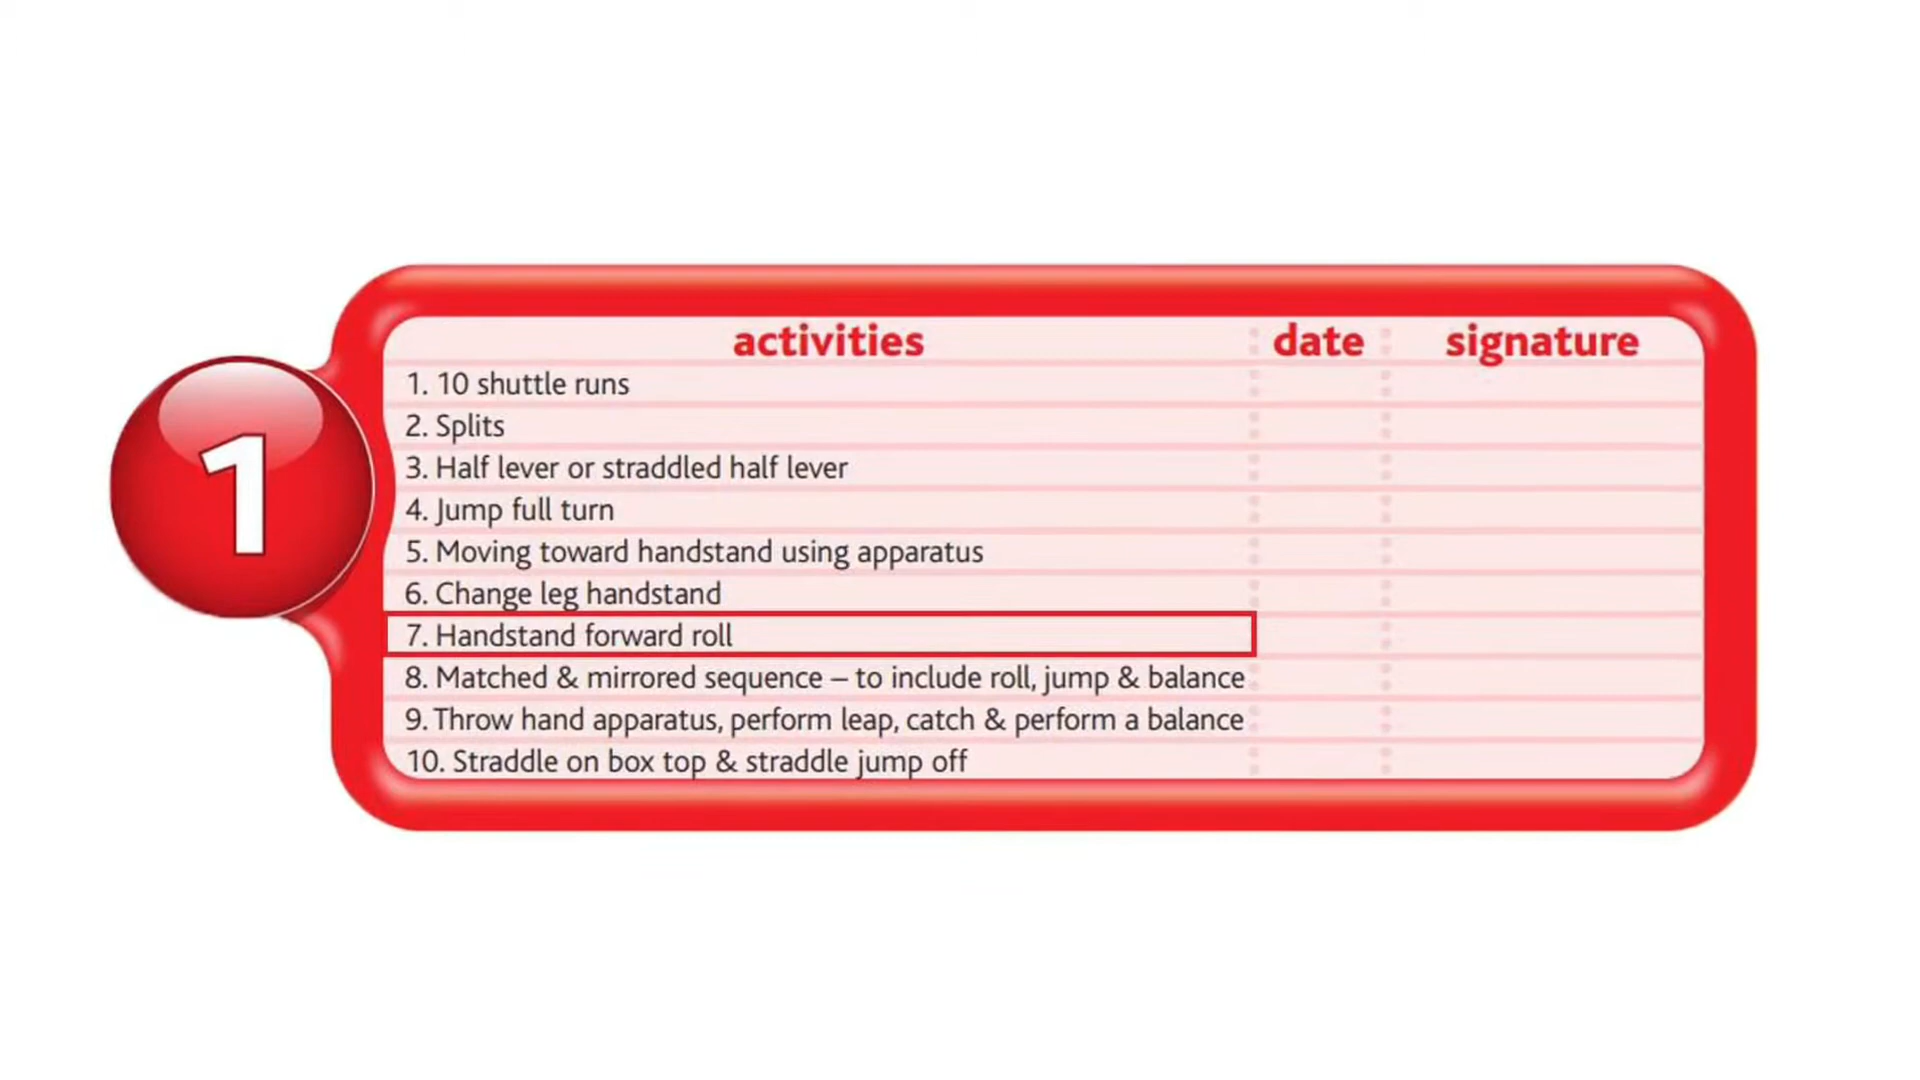 1
activities date signature
1. 10 shuttle runs
2. Splits
3. Half lever or straddled half lever
4. Jump full turn
5. Moving toward handstand using apparatus
6. Change leg handstand
7. Handstand forward roll
8. Matched & mirrored sequence – to include roll, jump & balance
9. Throw hand apparatus, perform leap, catch & perform a balance
10. Straddle on box top & straddle jump off